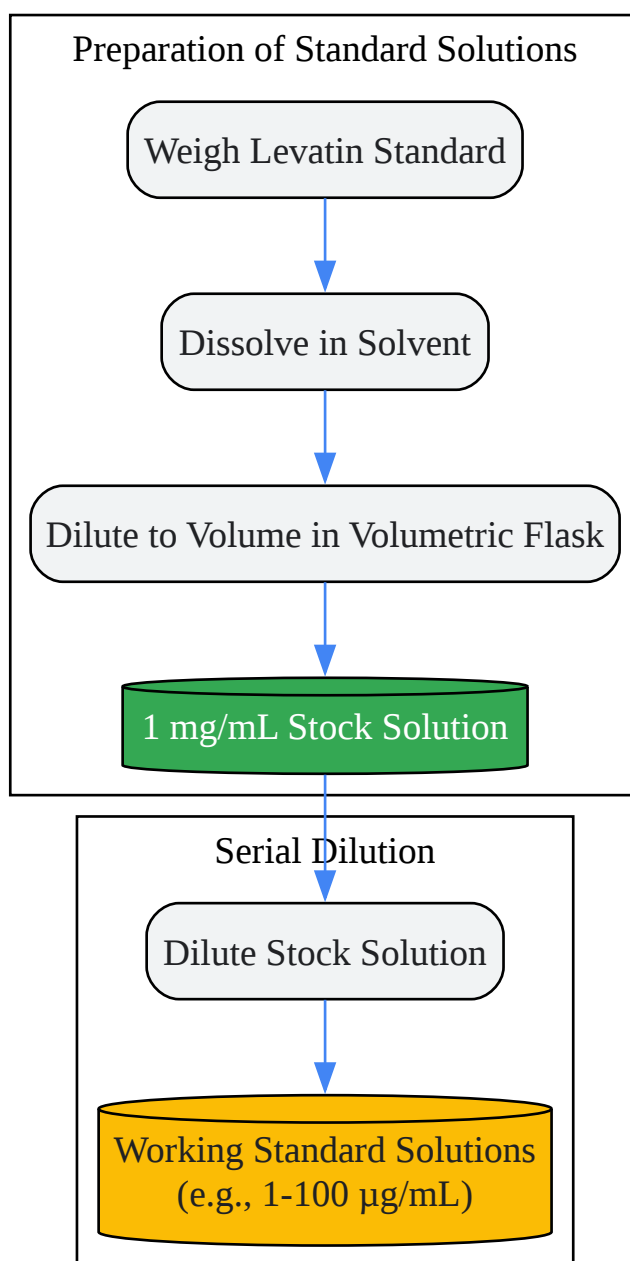 Preparation of Standard Solutions
Weigh Levatin Standard
Dissolve in Solvent
Dilute to Volume in Volumetric Flask
1 mg/mL Stock Solution
Serial Dilution
Dilute Stock Solution
Working Standard Solutions
(e.g., 1-100 µg/mL)